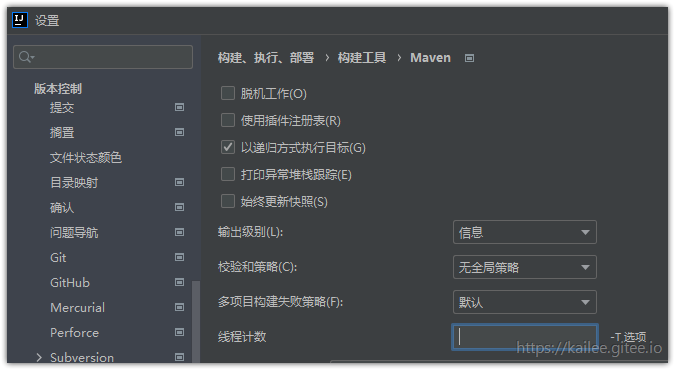 IJ 设置
构建、执行、部署 › 构建工具 › Maven
版本控制
提交
搁置
文件状态颜色
目录映射
确认
问题导航
Git
GitHub
Mercurial
Perforce
Subversion
脱机工作(O)
使用插件注册表(R)
以递归方式执行目标(G)
打印异常堆栈跟踪(E)
始终更新快照(S)
输出级别(L): 信息
校验和策略(C): 无全局策略
多项目构建失败策略(F): 默认
线程计数 -T 选项
https://kailee.gitee.io